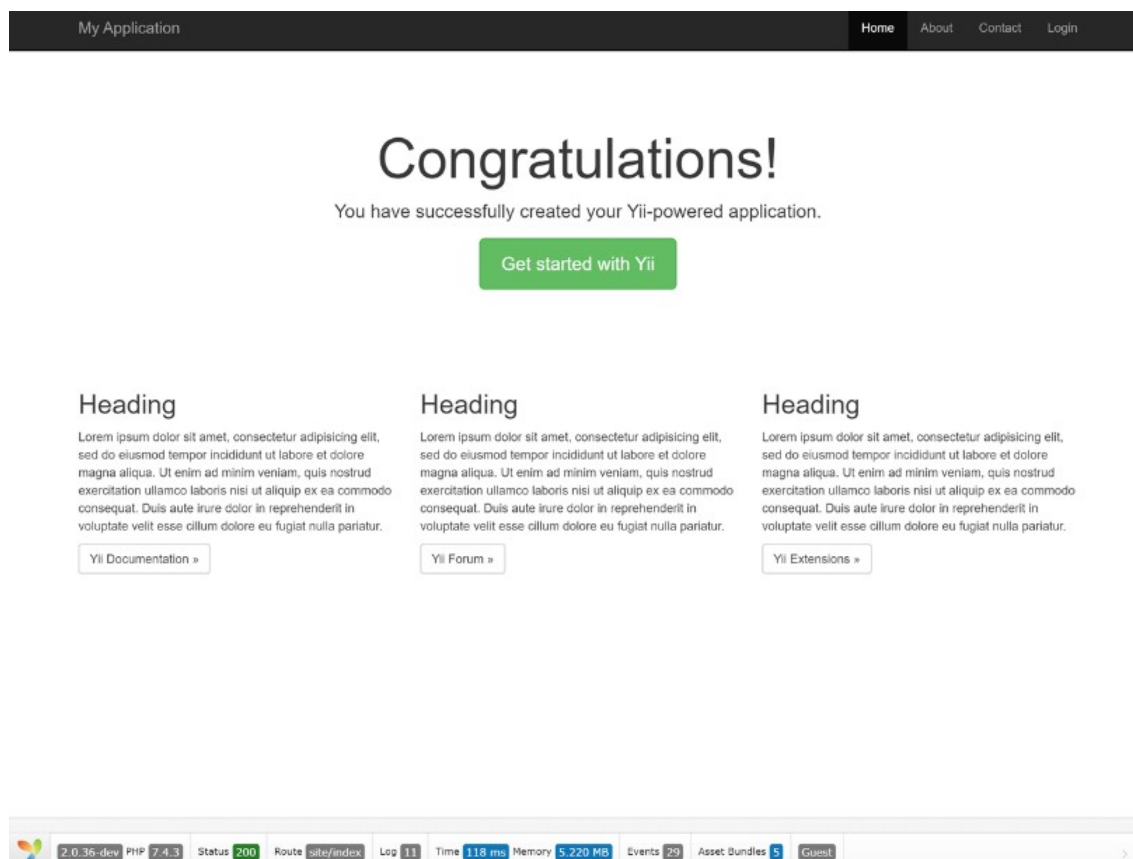 My Application Home About Contact Login
Congratulations!
You have successfully created your Yii-powered application.
Get started with Yii
Heading
Lorem ipsum dolor sit amet, consectetur adipisicing elit,
sed do eiusmod tempor incididunt ut labore et dolore
magna aliqua. Ut enim ad minim veniam, quis nostrud
exercitation ullamco laboris nisi ut aliquip ex ea commodo
consequat. Duis aute irure dolor in reprehenderit in
voluptate velit esse cillum dolore eu fugiat nulla pariatur.
Yii Documentation »
Heading
Lorem ipsum dolor sit amet, consectetur adipisicing elit,
sed do eiusmod tempor incididunt ut labore et dolore
magna aliqua. Ut enim ad minim veniam, quis nostrud
exercitation ullamco laboris nisi ut aliquip ex ea commodo
consequat. Duis aute irure dolor in reprehenderit in
voluptate velit esse cillum dolore eu fugiat nulla pariatur.
Yii Forum »
Heading
Lorem ipsum dolor sit amet, consectetur adipisicing elit,
sed do eiusmod tempor incididunt ut labore et dolore
magna aliqua. Ut enim ad minim veniam, quis nostrud
exercitation ullamco laboris nisi ut aliquip ex ea commodo
consequat. Duis aute irure dolor in reprehenderit in
voluptate velit esse cillum dolore eu fugiat nulla pariatur.
Yii Extensions »
2.0.36-dev PHP 7.4.3 Status 200 Route site/index Log 11 Time 118 ms Memory 5.220 MB Events 29 Asset Bundles 5 Guest